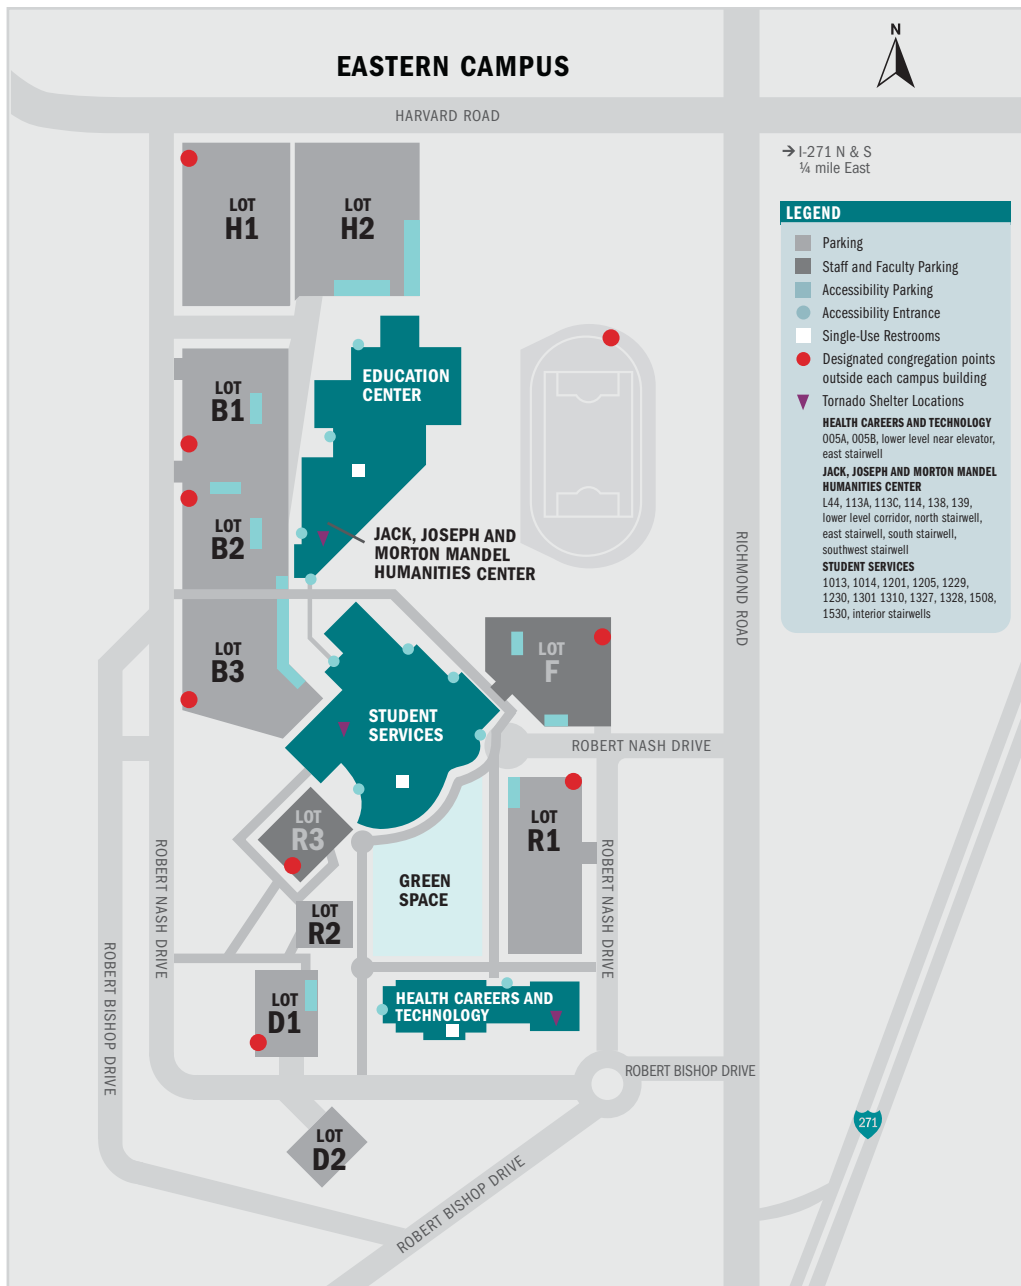 EASTERN CAMPUS
N
HARVARD ROAD
I-271 N & S
¼ mile East
LOT
H1
LOT
H2
LEGEND
Parking
Staff and Faculty Parking
Accessibility Parking
Accessibility Entrance
Single-Use Restrooms
Designated congregation points
outside each campus building
Tornado Shelter Locations
HEALTH CAREERS AND TECHNOLOGY
005A, 005B, lower level near elevator,
east stairwell
JACK, JOSEPH AND MORTON MANDEL
HUMANITIES CENTER
L44, 113A, 113C, 114, 138, 139,
lower level corridor, north stairwell,
east stairwell, south stairwell,
southwest stairwell
STUDENT SERVICES
1013, 1014, 1201, 1205, 1229,
1230, 1301 1310, 1327, 1328, 1508,
1530, interior stairwells
EDUCATION
CENTER
LOT
B1
LOT
B2
JACK, JOSEPH AND
MORTON MANDEL
HUMANITIES CENTER
RICHMOND ROAD
LOT
B3
LOT
F
STUDENT
SERVICES
ROBERT NASH DRIVE
LOT
R3
LOT
R1
ROBERT NASH DRIVE
ROBERT NASH DRIVE
GREEN
SPACE
LOT
R2
ROBERT BISHOP DRIVE
LOT
D1
HEALTH CAREERS AND
TECHNOLOGY
ROBERT BISHOP DRIVE
271
LOT
D2
ROBERT BISHOP DRIVE